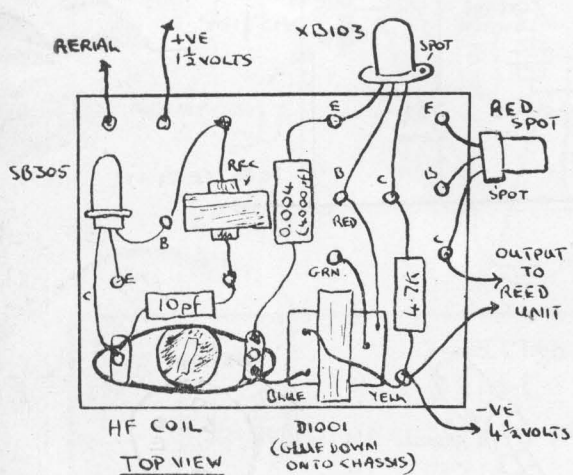 AERIAL
+VE
1½ VOLTS
XB103
SPOT
SB305
E
E
RED
SPOT
RFC
0.004
(4000pf)
B
B
C
B
RED
SPOT
GRN.
E
C
C
OUTPUT
TO
REED
UNIT
10pf
4.7K
BLUE
YELL
-VE
4½ VOLTS
HF COIL
D1001
(GLUE DOWN
ONTO CHASSIS)
TOP VIEW